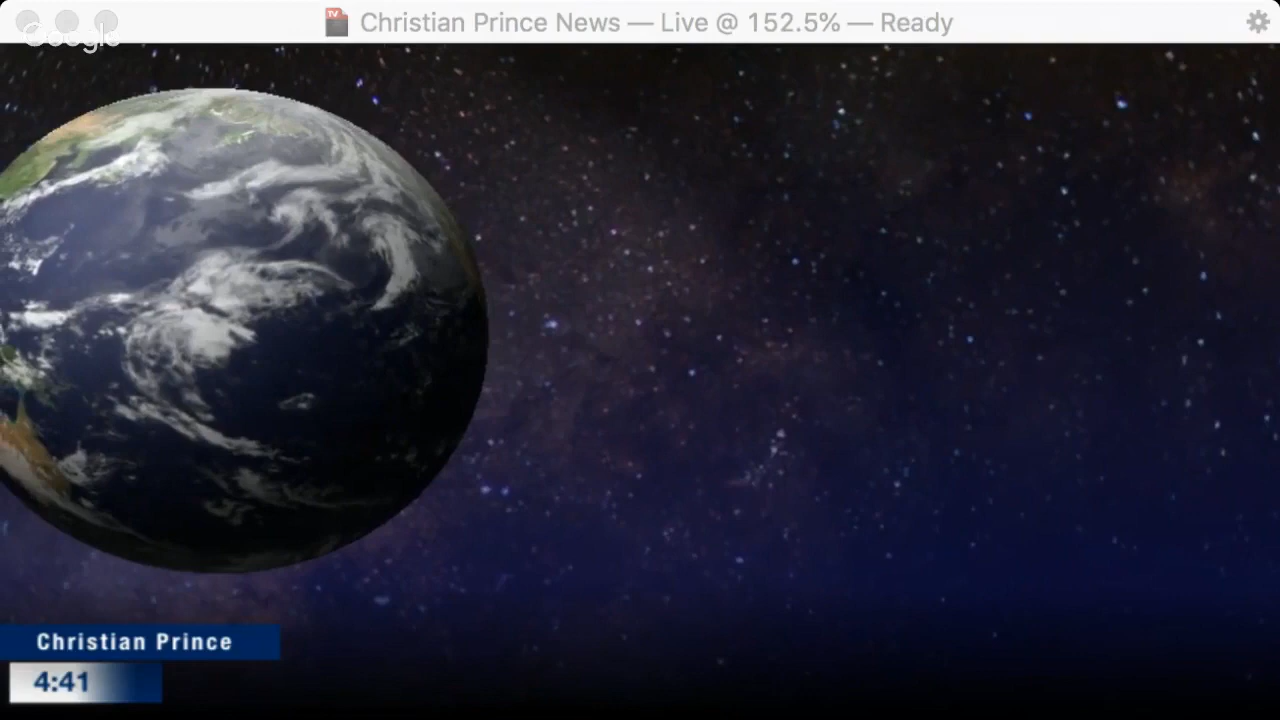 Christian Prince News — Live @ 152.5% — Ready
Google
Christian Prince
4:41